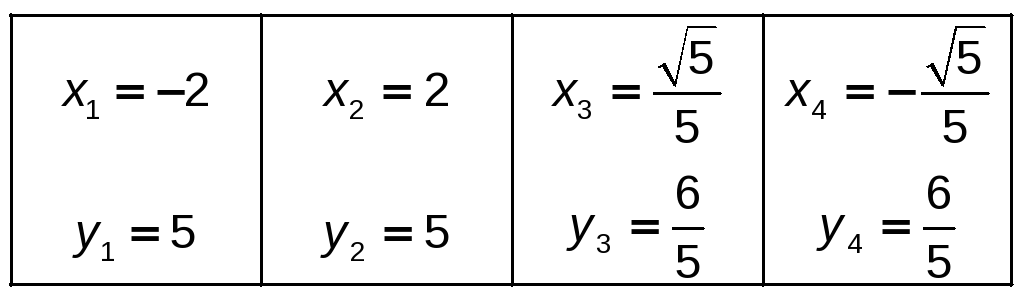 x₁ = −2    x₂ = 2    x₃ = √5/5    x₄ = −√5/5
y₁ = 5    y₂ = 5    y₃ = 6/5    y₄ = 6/5